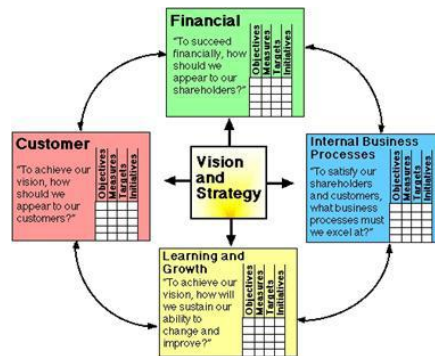 Financial
"To succeed
financially, how
should we
appear to our
shareholders?"
Objectives
Measures
Targets
Initiatives
Customer
"To achieve our
vision, how
should we
appear to our
customers?"
Objectives
Measures
Targets
Initiatives
Vision
and
Strategy
Internal Business
Processes
"To satisfy our
shareholders
and customers,
what business
processes must
we excel at?"
Objectives
Measures
Targets
Initiatives
Learning and
Growth
"To achieve our
vision, how will
we sustain our
ability to
change and
improve?"
Objectives
Measures
Targets
Initiatives